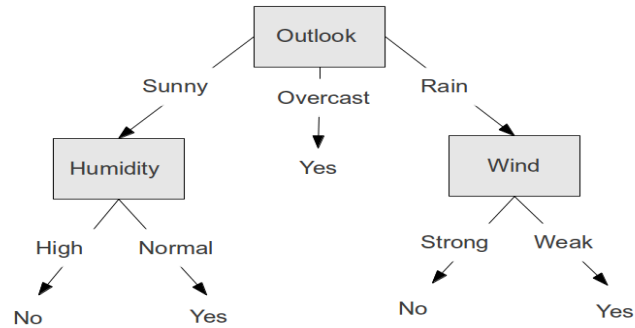 Outlook
Sunny
Overcast
Rain
Humidity
Yes
Wind
High
Normal
Strong
Weak
No
Yes
No
Yes